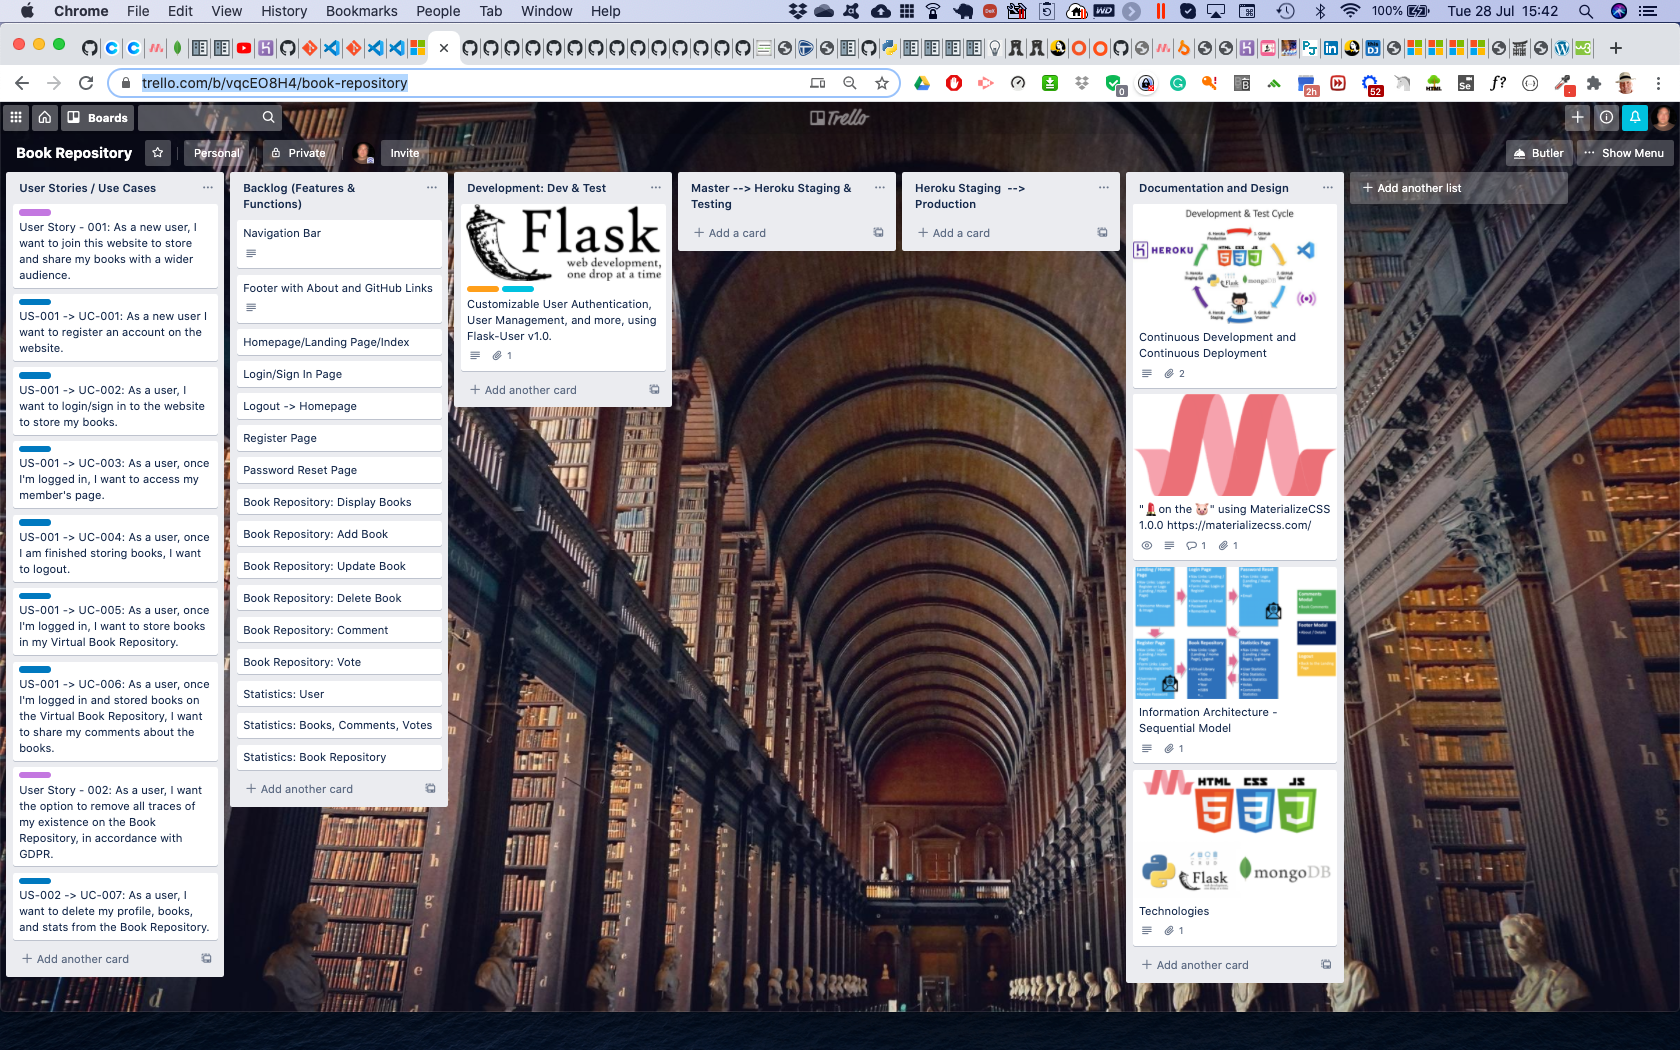 Chrome File Edit View History Bookmarks People Tab Window Help
100% Tue 28 Jul 15:42
trello.com/b/vqcEO8H4/book-repository
Boards
Trello
Book Repository
Personal
Private
Invite
Butler
Show Menu
User Stories / Use Cases
User Story - 001: As a new user, I
want to join this website to store
and share my books with a wider
audience.
US-001 -> UC-001: As a new user I
want to register an account on the
website.
US-001 -> UC-002: As a user, I
want to login/sign in to the website
to store my books.
US-001 -> UC-003: As a user, once
I'm logged in, I want to access my
member's page.
US-001 -> UC-004: As a user, once
I am finished storing books, I want
to logout.
US-001 -> UC-005: As a user, once
I'm logged in, I want to store books
in my Virtual Book Repository.
US-001 -> UC-006: As a user, once
I'm logged in and stored books on
the Virtual Book Repository, I want
to share my comments about the
books.
User Story - 002: As a user, I want
the option to remove all traces of
my existence on the Book
Repository, in accordance with
GDPR.
US-002 -> UC-007: As a user, I
want to delete my profile, books,
and stats from the Book Repository.
+ Add another card
Backlog (Features &
Functions)
Navigation Bar
Footer with About and GitHub Links
Homepage/Landing Page/Index
Login/Sign In Page
Logout -> Homepage
Register Page
Password Reset Page
Book Repository: Display Books
Book Repository: Add Book
Book Repository: Update Book
Book Repository: Delete Book
Book Repository: Comment
Book Repository: Vote
Statistics: User
Statistics: Books, Comments, Votes
Statistics: Book Repository
+ Add another card
Development: Dev & Test
Flask
web development,
one drop at a time
Customizable User Authentication,
User Management, and more, using
Flask-User v1.0.
1
+ Add another card
Master --> Heroku Staging &
Testing
+ Add a card
Heroku Staging -->
Production
+ Add a card
Documentation and Design
Development & Test Cycle
HEROKU
HTML CSS JS
Flask mongoDB
Continuous Development and
Continuous Deployment
2
"💄on the 🐷" using MaterializeCSS
1.0.0 https://materializecss.com/
1 1
Information Architecture -
Sequential Model
1
HTML CSS JS
Flask
mongoDB
Technologies
1
+ Add another card
+ Add another list